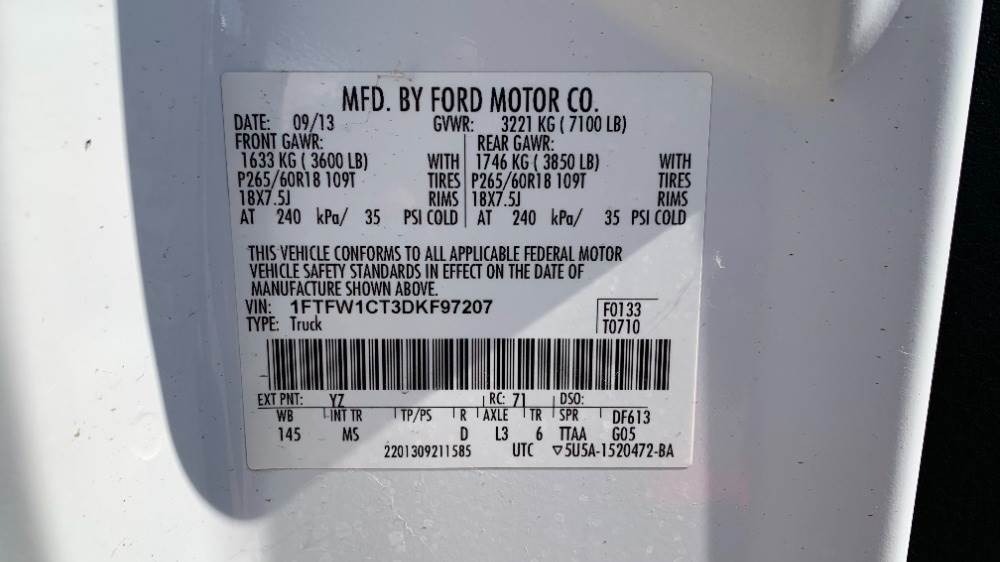 MFD. BY FORD MOTOR CO.
DATE: 09/13 GVWR: 3221 KG ( 7100 LB)
FRONT GAWR: REAR GAWR:
1633 KG ( 3600 LB) WITH 1746 KG ( 3850 LB) WITH
P265/60R18 109T TIRES P265/60R18 109T TIRES
18X7.5J RIMS 18X7.5J RIMS
AT 240 kPa/ 35 PSI COLD AT 240 kPa/ 35 PSI COLD
THIS VEHICLE CONFORMS TO ALL APPLICABLE FEDERAL MOTOR
VEHICLE SAFETY STANDARDS IN EFFECT ON THE DATE OF
MANUFACTURE SHOWN ABOVE.
VIN: 1FTFW1CT3DKF97207 F0133
TYPE: Truck T0710
EXT PNT: YZ RC: 71 DSO:
WB INT TR TP/PS R AXLE TR SPR DF613
145 MS D L3 6 TTAA G05
2201309211585 UTC ▽5U5A-1520472-BA